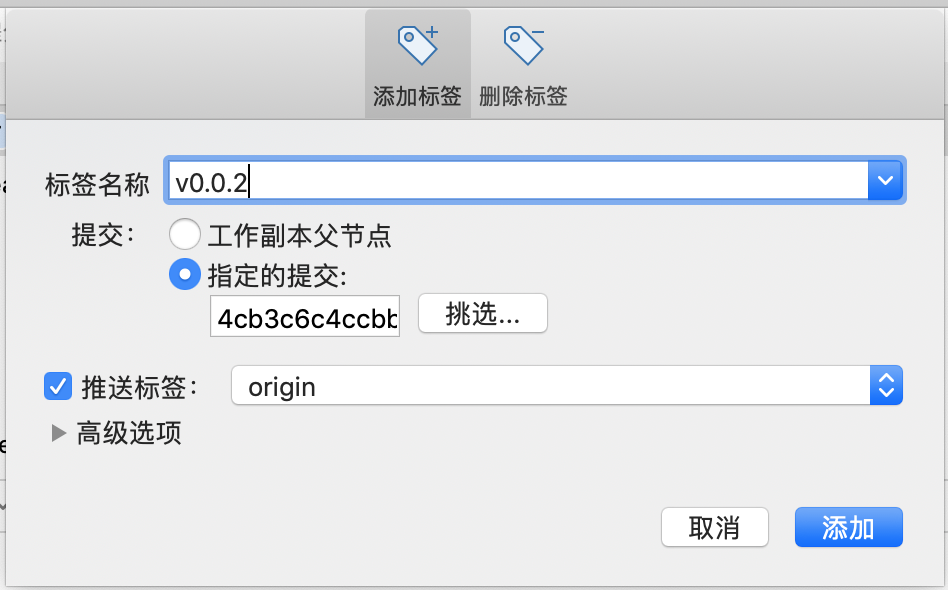 添加标签 删除标签
标签名称 v0.0.2
提交: 工作副本父节点
指定的提交:
4cb3c6c4ccbb 挑选...
推送标签: origin
高级选项
取消 添加